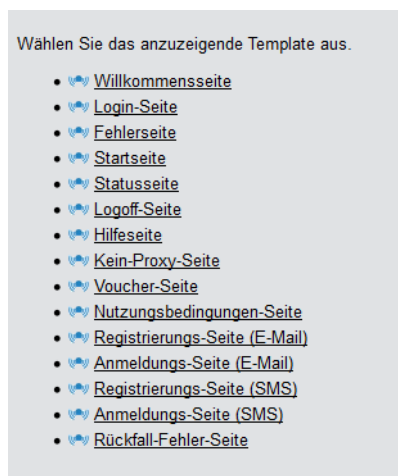 Wählen Sie das anzuzeigende Template aus.
Willkommensseite
Login-Seite
Fehlerseite
Startseite
Statusseite
Logoff-Seite
Hilfeseite
Kein-Proxy-Seite
Voucher-Seite
Nutzungsbedingungen-Seite
Registrierungs-Seite (E-Mail)
Anmeldungs-Seite (E-Mail)
Registrierungs-Seite (SMS)
Anmeldungs-Seite (SMS)
Rückfall-Fehler-Seite